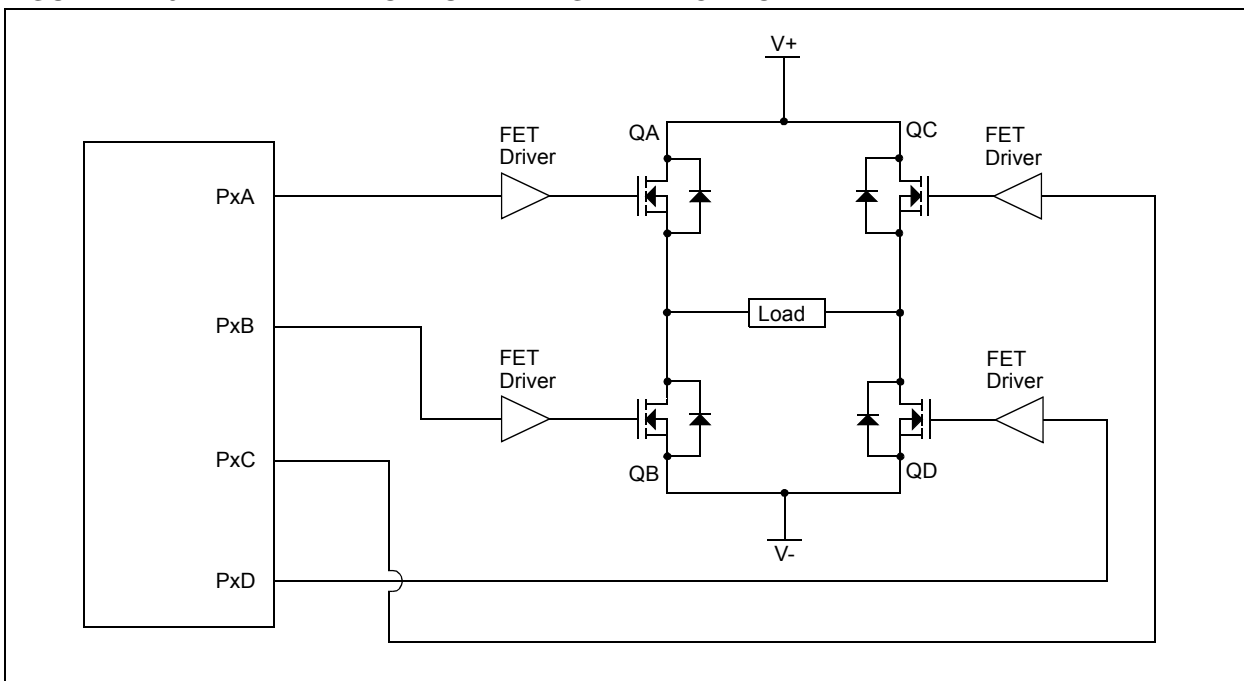 V+
QA
QC
FET
Driver
FET
Driver
PxA
PxB
Load
FET
Driver
FET
Driver
PxC
QB
QD
V-
PxD